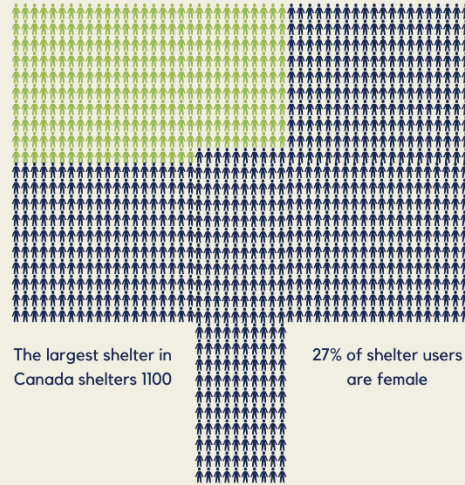 The largest shelter in
Canada shelters 1100
27% of shelter users
are female